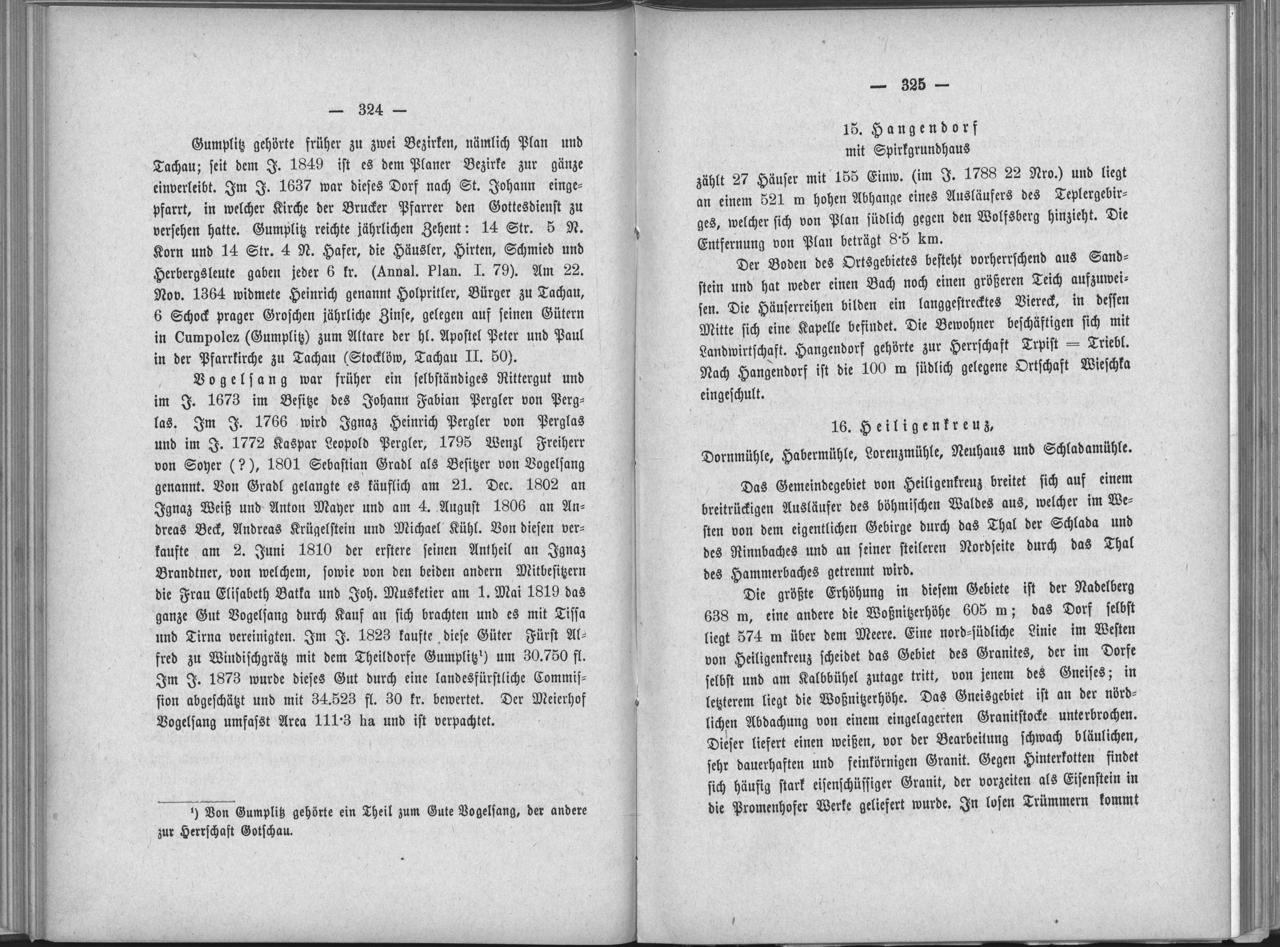 — 324 —
Gumplitz gehörte früher zu zwei Bezirken, nämlich Plan und
Tachau; seit dem J. 1849 ist es dem Planer Bezirke zur gänze
einverleibt. Im J. 1637 war dieses Dorf nach St. Johann einge-
pfarrt, in welcher Kirche der Brucker Pfarrer den Gottesdienst zu
versehen hatte. Gumplitz reichte jährlichen Zehent: 14 Str. 5 N.
Korn und 14 Str. 4 N. Hafer, die Häusler, Hirten, Schmied und
Herbergsleute gaben jeder 6 kr. (Annal. Plan. I. 79). Am 22.
Nov. 1364 widmete Heinrich genannt Holpritler, Bürger zu Tachau,
6 Schock prager Groschen jährliche Zinse, gelegen auf seinen Gütern
in Cumpolez (Gumplitz) zum Altare der hl. Apostel Peter und Paul
in der Pfarrkirche zu Tachau (Stocklöw, Tachau II. 50).
Vogelsang war früher ein selbständiges Rittergut und
im J. 1673 im Besitze des Johann Fabian Pergler von Perg-
las. Im J. 1766 wird Ignaz Heinrich Pergler von Perglas
und im J. 1772 Kaspar Leopold Pergler, 1795 Wenzl Freiherr
von Soyer (?), 1801 Sebastian Gradl als Besitzer von Vogelsang
genannt. Von Gradl gelangte es käuflich am 21. Dec. 1802 an
Ignaz Weiß und Anton Mayer und am 4. August 1806 an An-
dreas Beck, Andreas Krügelstein und Michael Kühl. Von diesen ver-
kaufte am 2. Juni 1810 der erstere seinen Antheil an Ignaz
Brandtner, von welchem, sowie von den beiden andern Mitbesitzern
die Frau Elisabeth Batka und Joh. Musketier am 1. Mai 1819 das
ganze Gut Vogelsang durch Kauf an sich brachten und es mit Tissa
und Tirna vereinigten. Im J. 1823 kaufte diese Güter Fürst Al-
fred zu Windischgrätz mit dem Theildorfe Gumplitz¹) um 30.750 fl.
Im J. 1873 wurde dieses Gut durch eine landesfürstliche Commis-
sion abgeschätzt und mit 34.523 fl. 30 kr. bewertet. Der Meierhof
Vogelsang umfasst Area 111·3 ha und ist verpachtet.
¹) Von Gumplitz gehörte ein Theil zum Gute Vogelsang, der andere
zur Herrschaft Gotschau.
— 325 —
15. Hangendorf
mit Spirkgrundhaus
zählt 27 Häuser mit 155 Einw. (im J. 1788 22 Nro.) und liegt
an einem 521 m hohen Abhange eines Ausläufers des Teplergebir-
ges, welcher sich von Plan südlich gegen den Wolfsberg hinzieht. Die
Entfernung von Plan beträgt 8·5 km.
Der Boden des Ortsgebietes besteht vorherrschend aus Sand-
stein und hat weder einen Bach noch einen größeren Teich aufzuwei-
sen. Die Häuserreihen bilden ein langgestrecktes Viereck, in dessen
Mitte sich eine Kapelle befindet. Die Bewohner beschäftigen sich mit
Landwirtschaft. Hangendorf gehörte zur Herrschaft Trpist = Triebl.
Nach Hangendorf ist die 100 m südlich gelegene Ortschaft Wieschka
eingeschult.
16. Heiligenkreuz,
Dornmühle, Habermühle, Lorenzmühle, Neuhaus und Schladamühle.
Das Gemeindegebiet von Heiligenkreuz breitet sich auf einem
breitrückigen Ausläufer des böhmischen Waldes aus, welcher im We-
sten von dem eigentlichen Gebirge durch das Thal der Schlada und
des Rinnbaches und an seiner steileren Nordseite durch das Thal
des Hammerbaches getrennt wird.
Die größte Erhöhung in diesem Gebiete ist der Nadelberg
638 m, eine andere die Woßnitzerhöhe 605 m; das Dorf selbst
liegt 574 m über dem Meere. Eine nord-südliche Linie im Westen
von Heiligenkreuz scheidet das Gebiet des Granites, der im Dorfe
selbst und am Kalbbühel zutage tritt, von jenem des Gneises; in
letzterem liegt die Woßnitzerhöhe. Das Gneisgebiet ist an der nörd-
lichen Abdachung von einem eingelagerten Granitstocke unterbrochen.
Dieser liefert einen weißen, vor der Bearbeitung schwach bläulichen,
sehr dauerhaften und feinkörnigen Granit. Gegen Hinterkotten findet
sich häufig stark eisenschüssiger Granit, der vorzeiten als Eisenstein in
die Promenhofer Werke geliefert wurde. In losen Trümmern kommt